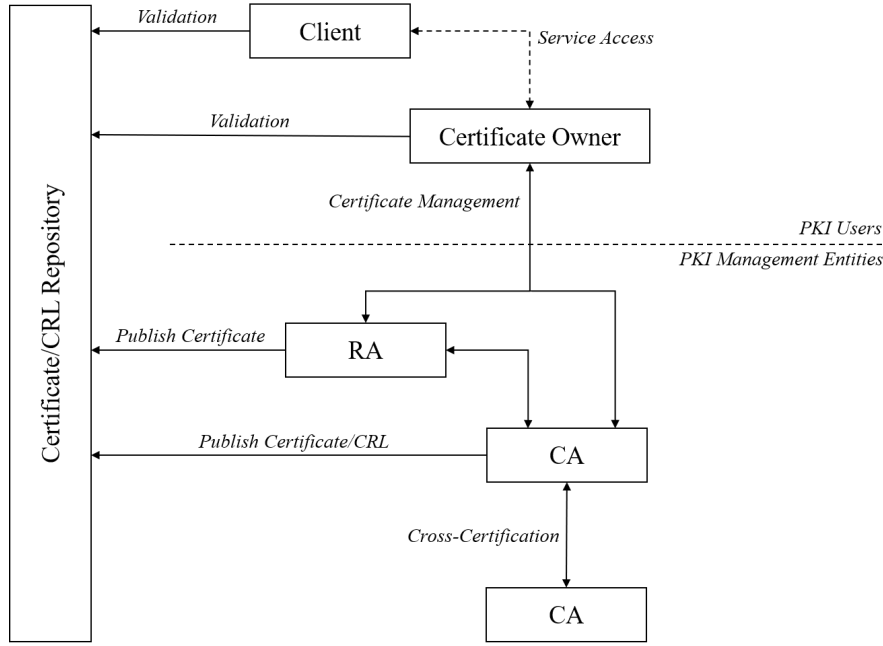 Validation
Client
Service Access
Validation
Certificate Owner
Certificate Management
PKI Users
PKI Management Entities
Certificate/CRL Repository
Publish Certificate
RA
Publish Certificate/CRL
CA
Cross-Certification
CA